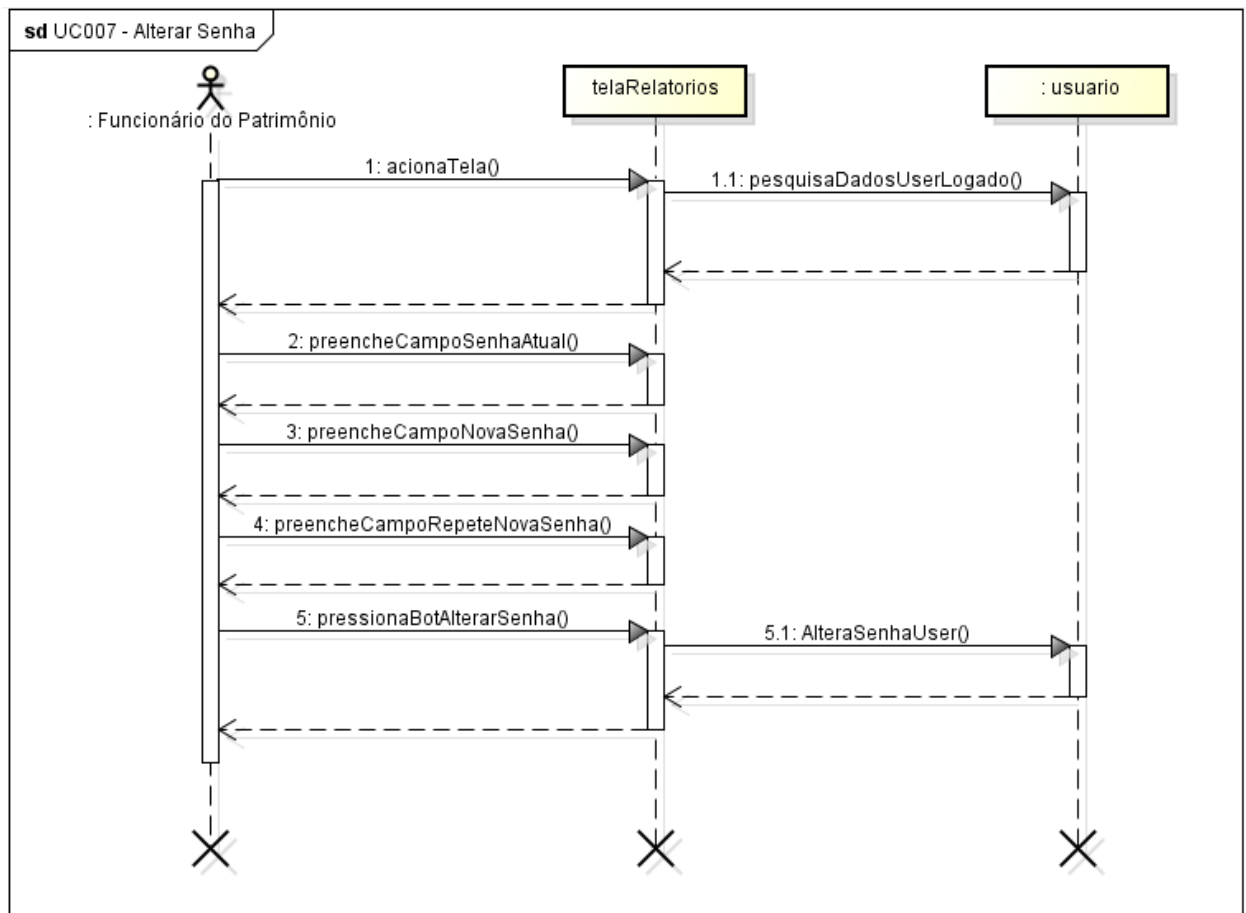 sd UC007 - Alterar Senha
: Funcionário do Patrimônio
telaRelatorios
: usuario
1: acionaTela()
1.1: pesquisaDadosUserLogado()
2: preencheCampoSenhaAtual()
3: preencheCampoNovaSenha()
4: preencheCampoRepeteNovaSenha()
5: pressionaBotAlterarSenha()
5.1: AlteraSenhaUser()